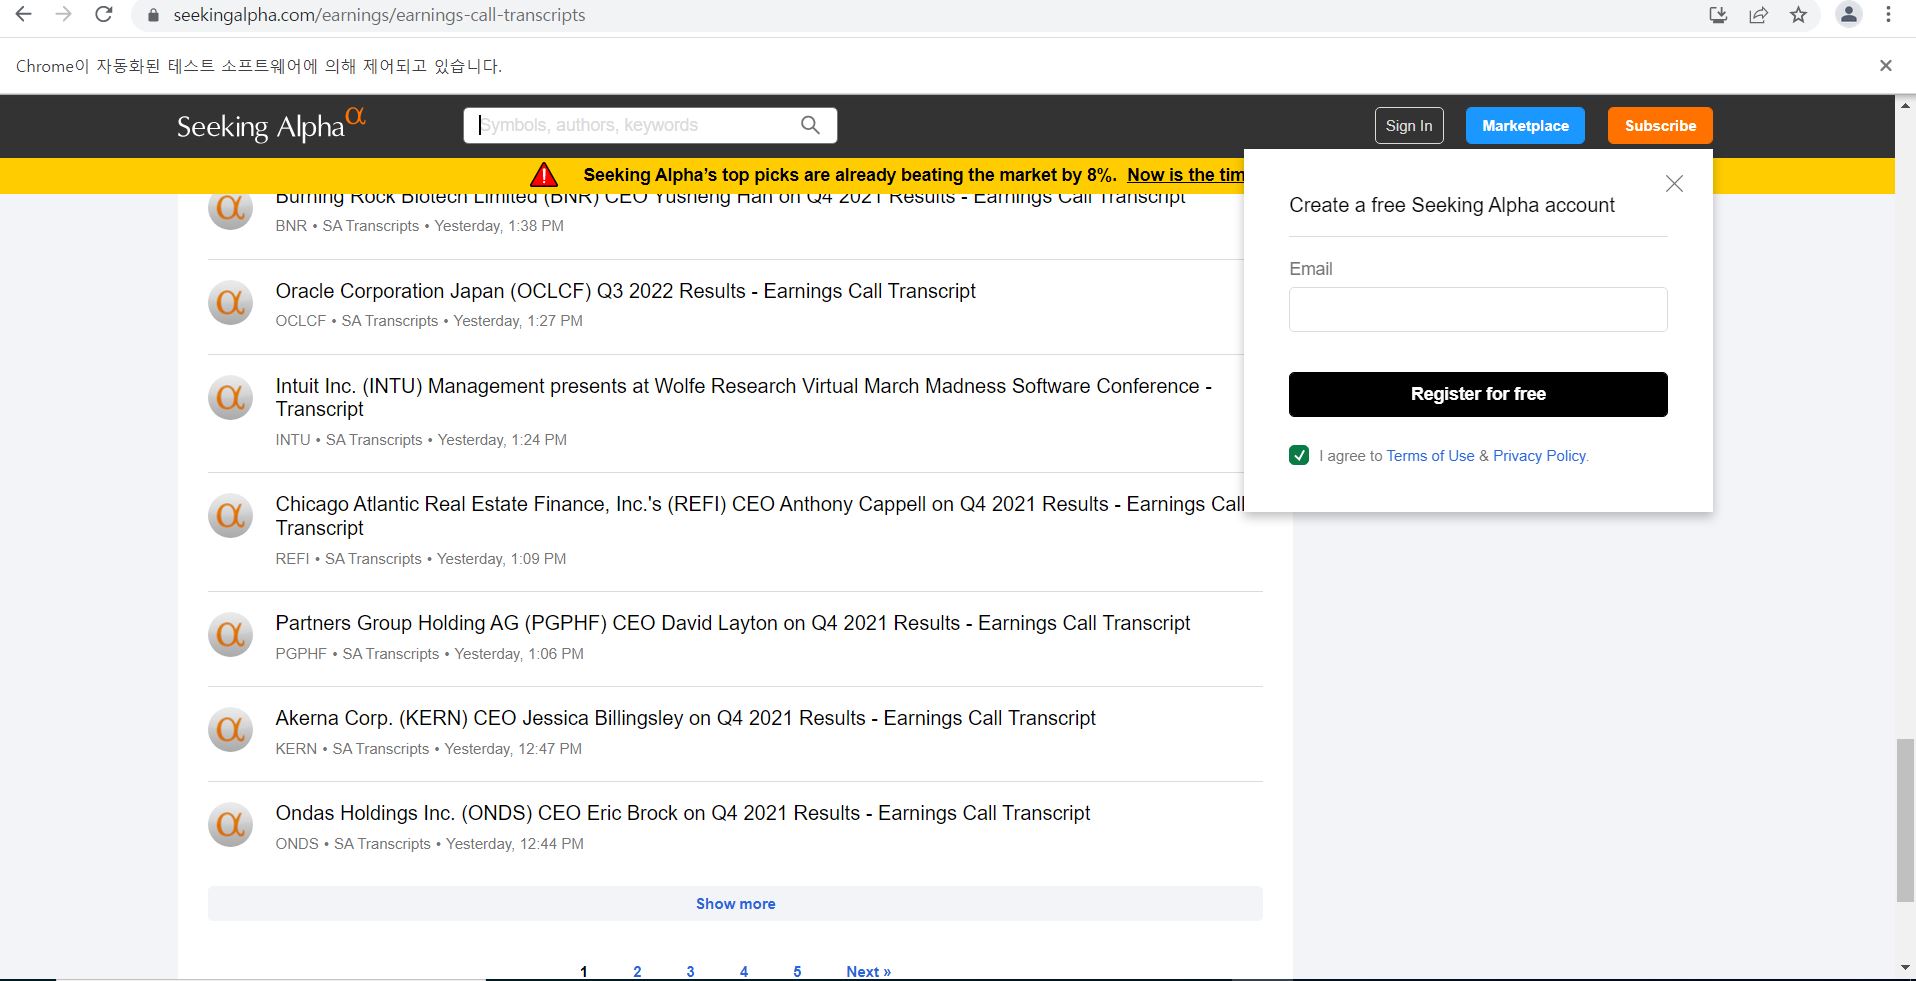 seekingalpha.com/earnings/earnings-call-transcripts
Chrome이 자동화된 테스트 소프트웨어에 의해 제어되고 있습니다.
Seeking Alpha α
Symbols, authors, keywords
Sign In
Marketplace
Subscribe
Seeking Alpha's top picks are already beating the market by 8%. Now is the tim
Burning Rock Biotech Limited (BNR) CEO Yusheng Han on Q4 2021 Results - Earnings Call Transcript
BNR • SA Transcripts • Yesterday, 1:38 PM
Oracle Corporation Japan (OCLCF) Q3 2022 Results - Earnings Call Transcript
OCLCF • SA Transcripts • Yesterday, 1:27 PM
Intuit Inc. (INTU) Management presents at Wolfe Research Virtual March Madness Software Conference -
Transcript
INTU • SA Transcripts • Yesterday, 1:24 PM
Chicago Atlantic Real Estate Finance, Inc.'s (REFI) CEO Anthony Cappell on Q4 2021 Results - Earnings Call
Transcript
REFI • SA Transcripts • Yesterday, 1:09 PM
Partners Group Holding AG (PGPHF) CEO David Layton on Q4 2021 Results - Earnings Call Transcript
PGPHF • SA Transcripts • Yesterday, 1:06 PM
Akerna Corp. (KERN) CEO Jessica Billingsley on Q4 2021 Results - Earnings Call Transcript
KERN • SA Transcripts • Yesterday, 12:47 PM
Ondas Holdings Inc. (ONDS) CEO Eric Brock on Q4 2021 Results - Earnings Call Transcript
ONDS • SA Transcripts • Yesterday, 12:44 PM
Show more
1 2 3 4 5 Next »
Create a free Seeking Alpha account
Email
Register for free
I agree to Terms of Use & Privacy Policy.